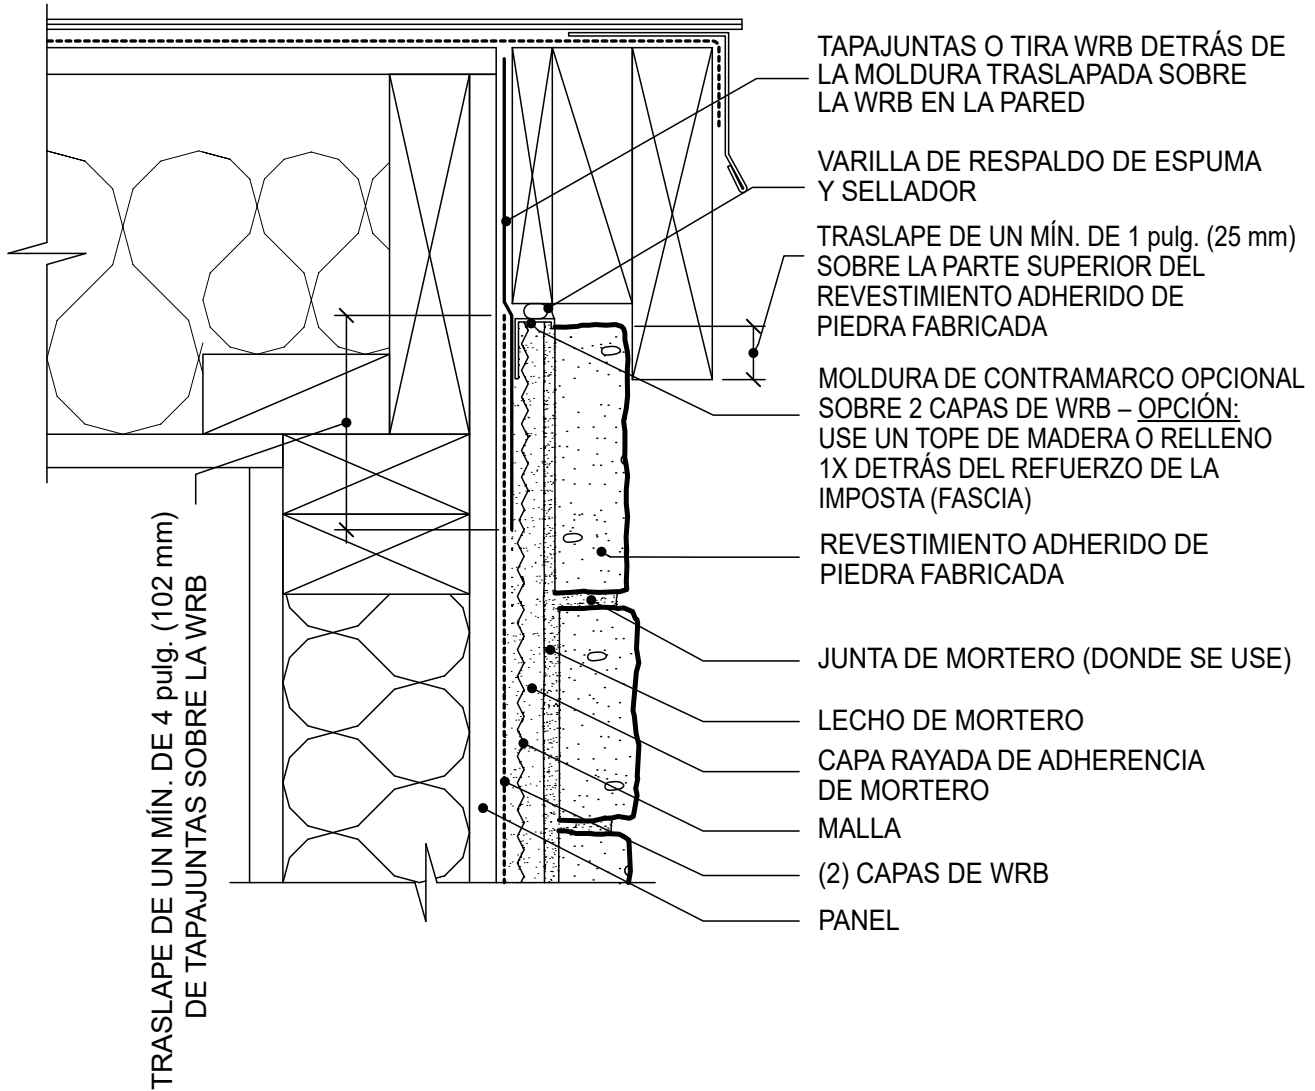 TAPAJUNTAS O TIRA WRB DETRÁS DE
LA MOLDURA TRASLAPADA SOBRE
LA WRB EN LA PARED
VARILLA DE RESPALDO DE ESPUMA
Y SELLADOR
TRASLAPE DE UN MÍN. DE 1 pulg. (25 mm)
SOBRE LA PARTE SUPERIOR DEL
REVESTIMIENTO ADHERIDO DE
PIEDRA FABRICADA
MOLDURA DE CONTRAMARCO OPCIONAL
SOBRE 2 CAPAS DE WRB – OPCIÓN:
USE UN TOPE DE MADERA O RELLENO
1X DETRÁS DEL REFUERZO DE LA
IMPOSTA (FASCIA)
REVESTIMIENTO ADHERIDO DE
PIEDRA FABRICADA
JUNTA DE MORTERO (DONDE SE USE)
LECHO DE MORTERO
CAPA RAYADA DE ADHERENCIA
DE MORTERO
MALLA
(2) CAPAS DE WRB
PANEL
TRASLAPE DE UN MÍN. DE 4 pulg. (102 mm)
DE TAPAJUNTAS SOBRE LA WRB